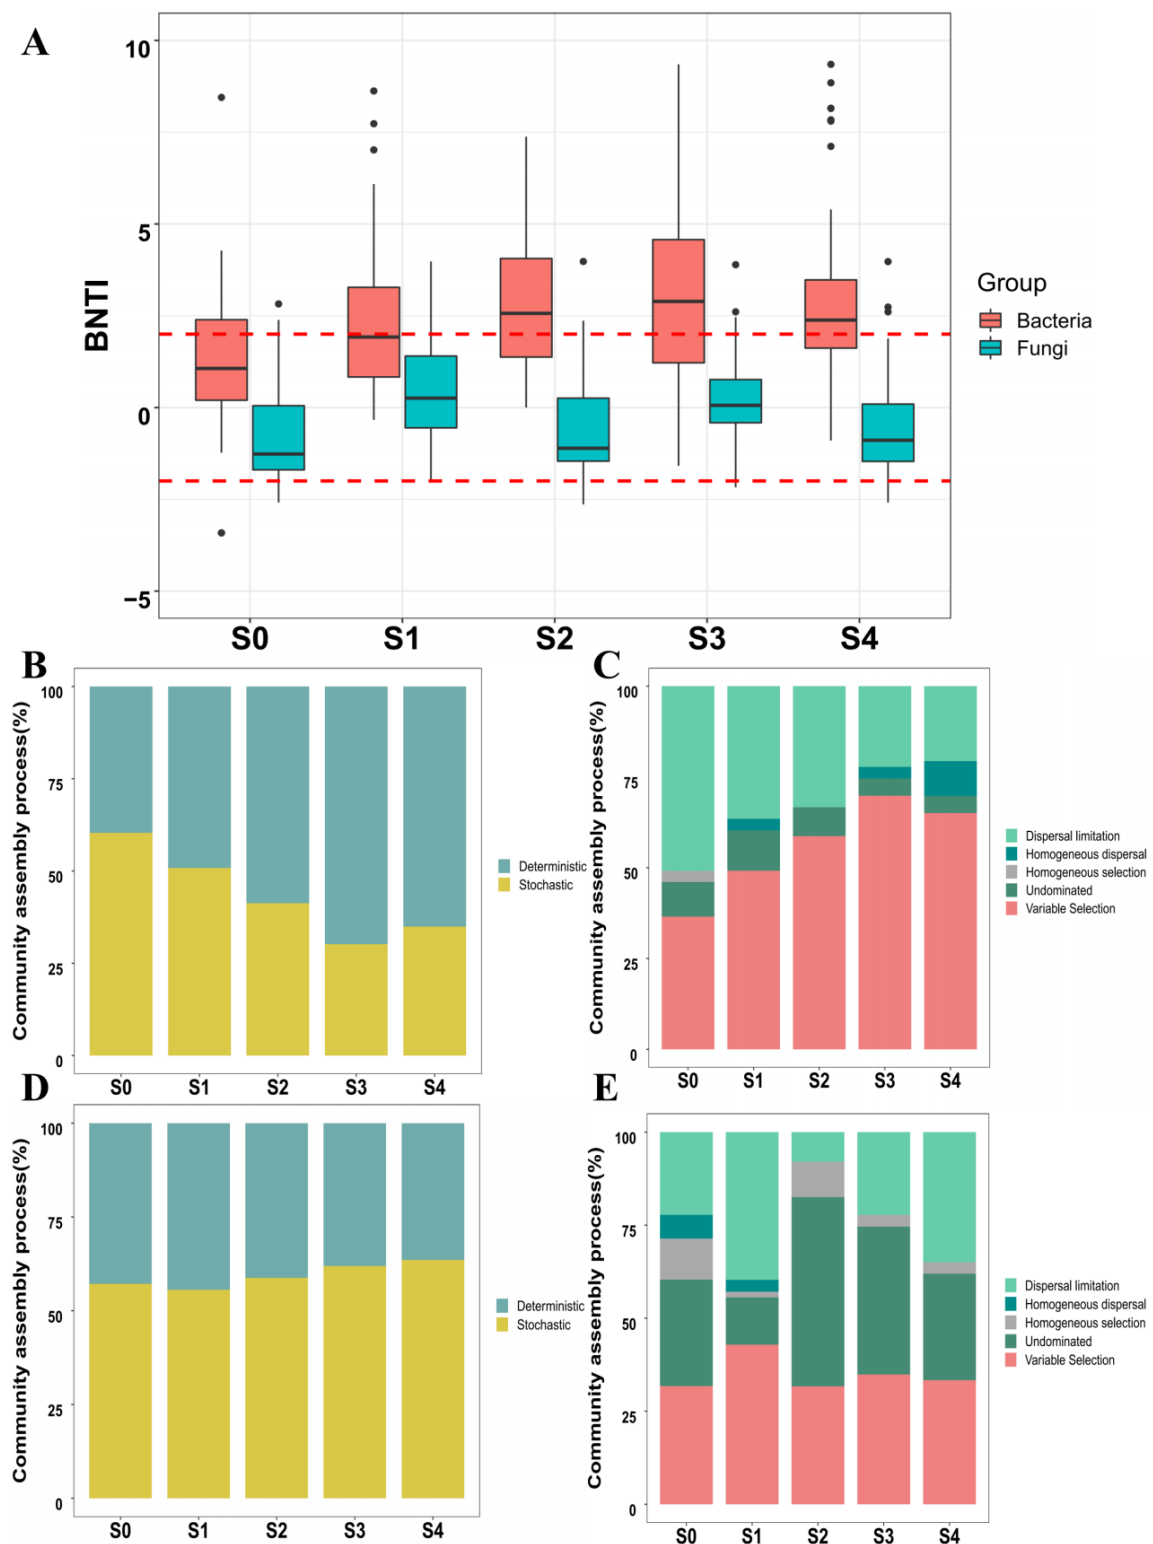 A
10
5
0
−5
BNTI
S0 S1 S2 S3 S4
Group
Bacteria
Fungi
B
Community assembly process(%)
100
75
50
25
0
S0 S1 S2 S3 S4
Deterministic
Stochastic
C
Community assembly process(%)
100
75
50
25
0
S0 S1 S2 S3 S4
Dispersal limitation
Homogeneous dispersal
Homogeneous selection
Undominated
Variable Selection
D
Community assembly process(%)
100
75
50
25
0
S0 S1 S2 S3 S4
Deterministic
Stochastic
E
Community assembly process(%)
100
75
50
25
0
S0 S1 S2 S3 S4
Dispersal limitation
Homogeneous dispersal
Homogeneous selection
Undominated
Variable Selection